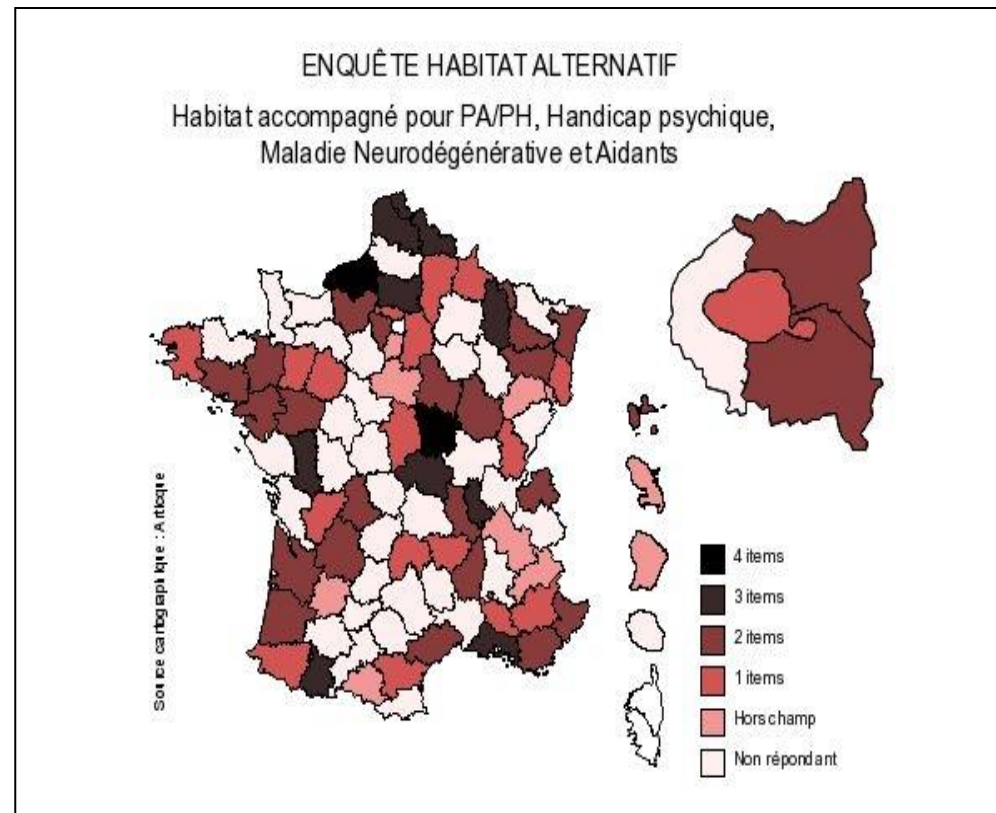 ENQUÊTE HABITAT ALTERNATIF
Habitat accompagné pour PA/PH, Handicap psychique,
Maladie Neurodégénérative et Aidants
Source cartographique : Articque
4 items
3 items
2 items
1 items
Hors champ
Non répondant